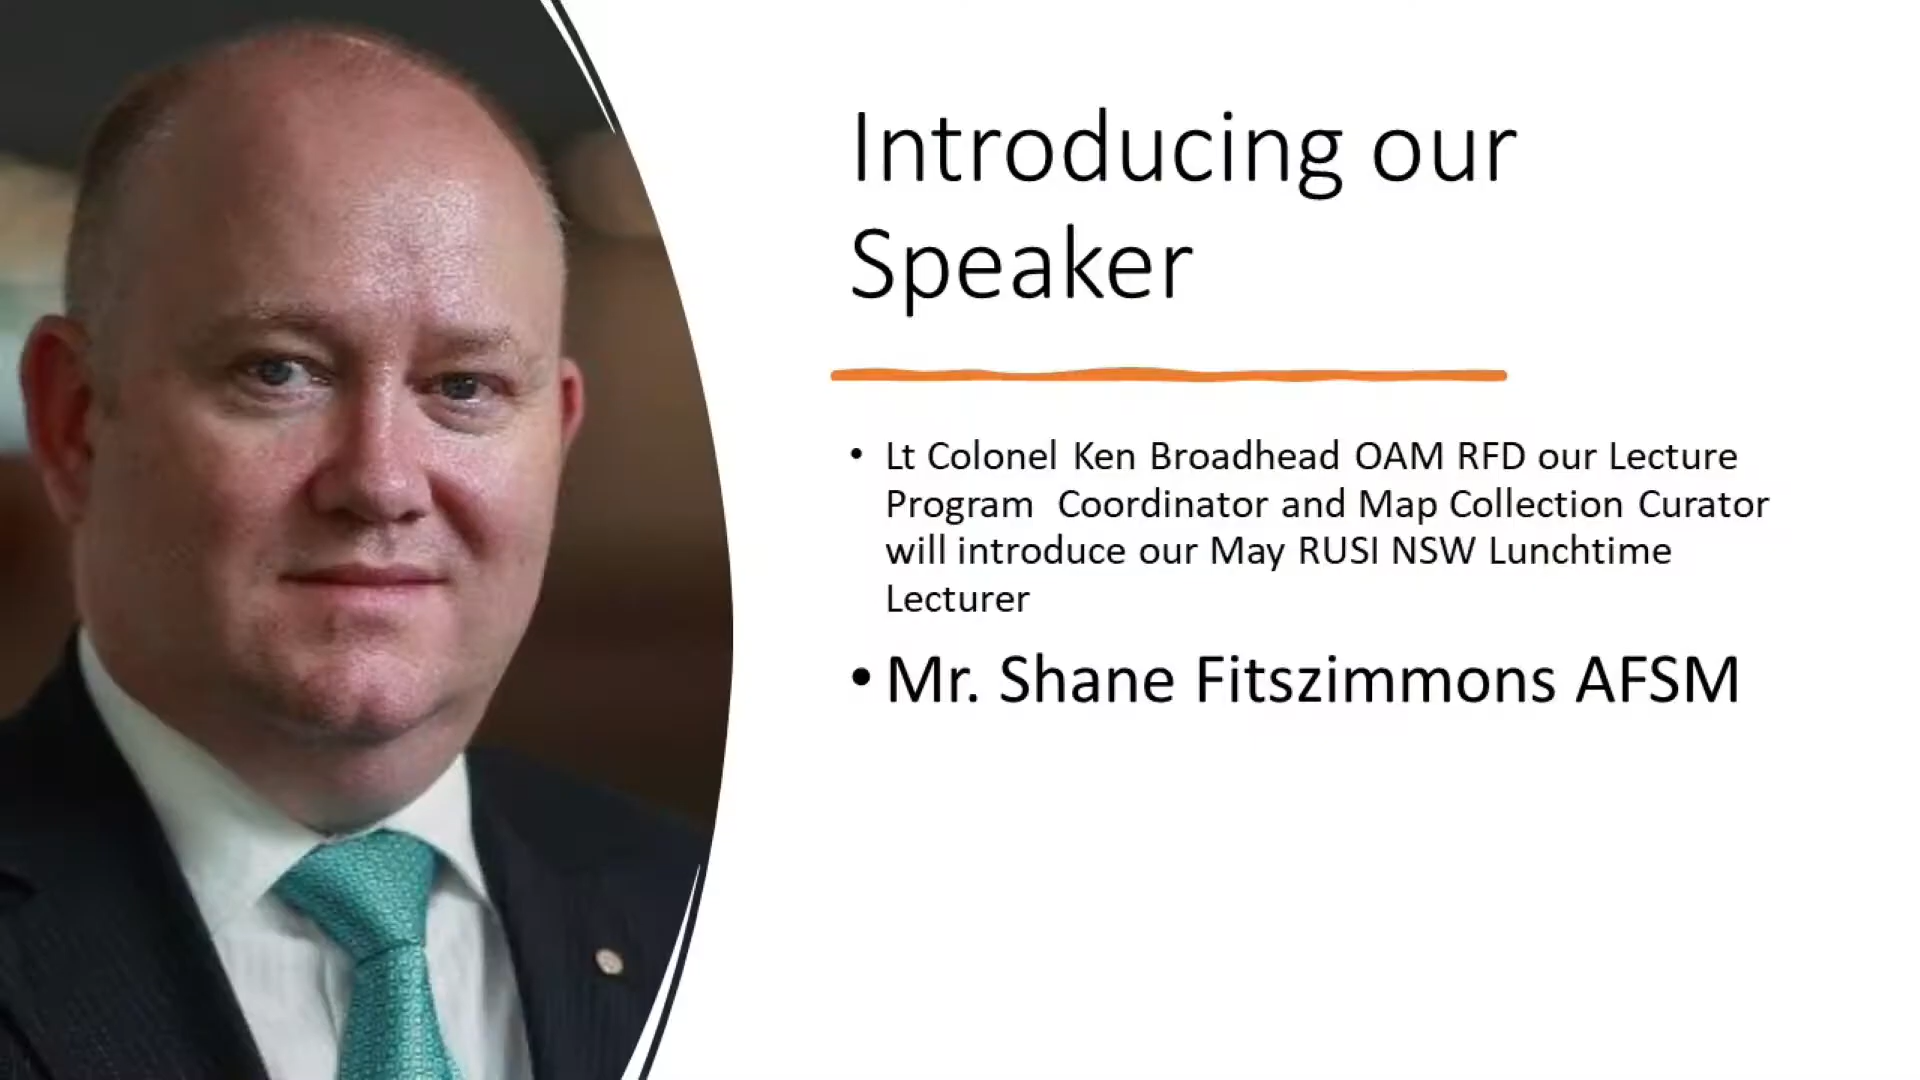 Introducing our
Speaker
• Lt Colonel Ken Broadhead OAM RFD our Lecture
Program  Coordinator and Map Collection Curator
will introduce our May RUSI NSW Lunchtime
Lecturer
• Mr. Shane Fitszimmons AFSM